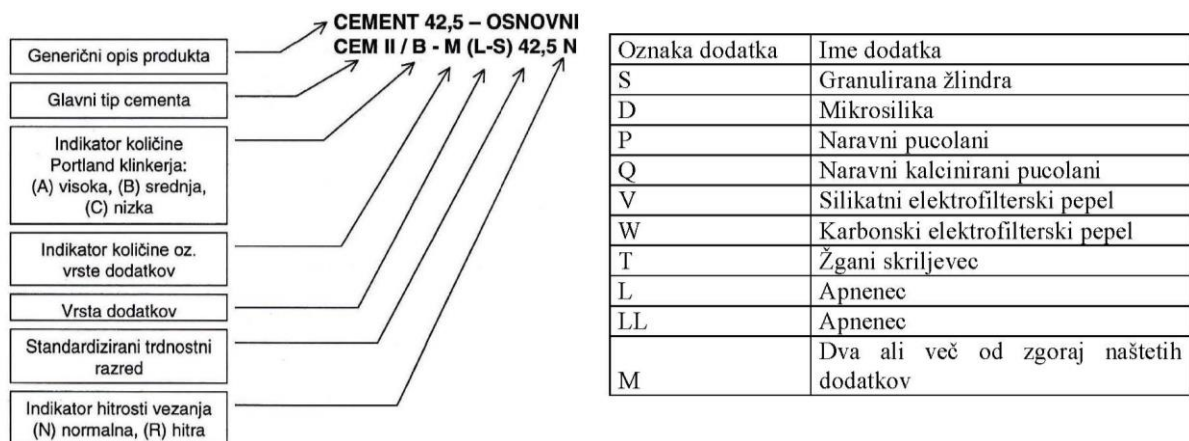 CEMENT 42,5 – OSNOVNI
CEM II / B - M (L-S) 42,5 N
Generični opis produkta
Glavni tip cementa
Indikator količine
Portland klinkerja:
(A) visoka, (B) srednja,
(C) nizka
Indikator količine oz.
vrste dodatkov
Vrsta dodatkov
Standardizirani trdnostni
razred
Indikator hitrosti vezanja
(N) normalna, (R) hitra
Oznaka dodatka Ime dodatka
S Granulirana žlindra
D Mikrosilika
P Naravni pucolani
Q Naravni kalcinirani pucolani
V Silikatni elektrofilterski pepel
W Karbonski elektrofilterski pepel
T Žgani skriljevec
L Apnenec
LL Apnenec
M Dva ali več od zgoraj naštetih
dodatkov